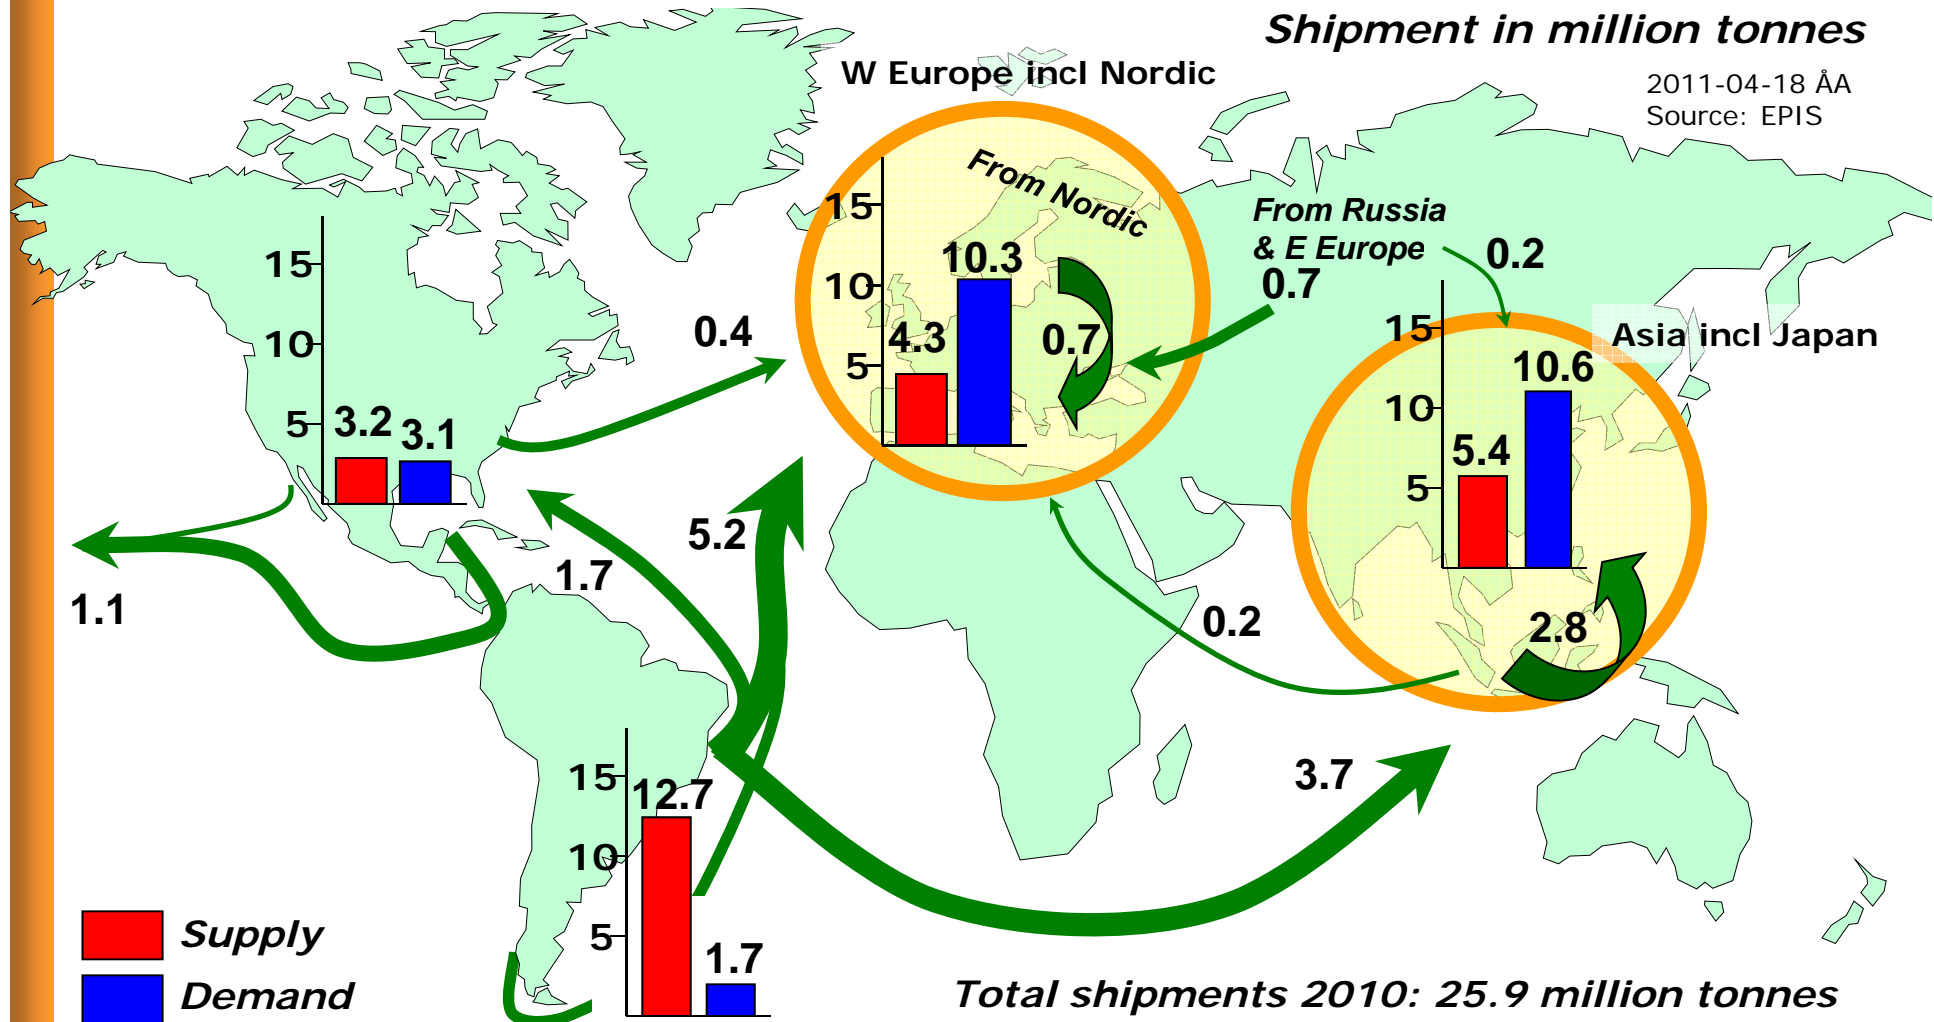 Shipment in million tonnes
2011-04-18 ÅA
Source: EPIS
W Europe incl Nordic
From Nordic
15
10
5
4.3
10.3
0.7
From Russia
& E Europe
0.7
0.2
Asia incl Japan
15
10
5
5.4
10.6
2.8
15
10
5
3.2
3.1
0.4
1.1
1.7
5.2
0.2
3.7
15
10
5
12.7
1.7
Supply
Demand
Total shipments 2010: 25.9 million tonnes